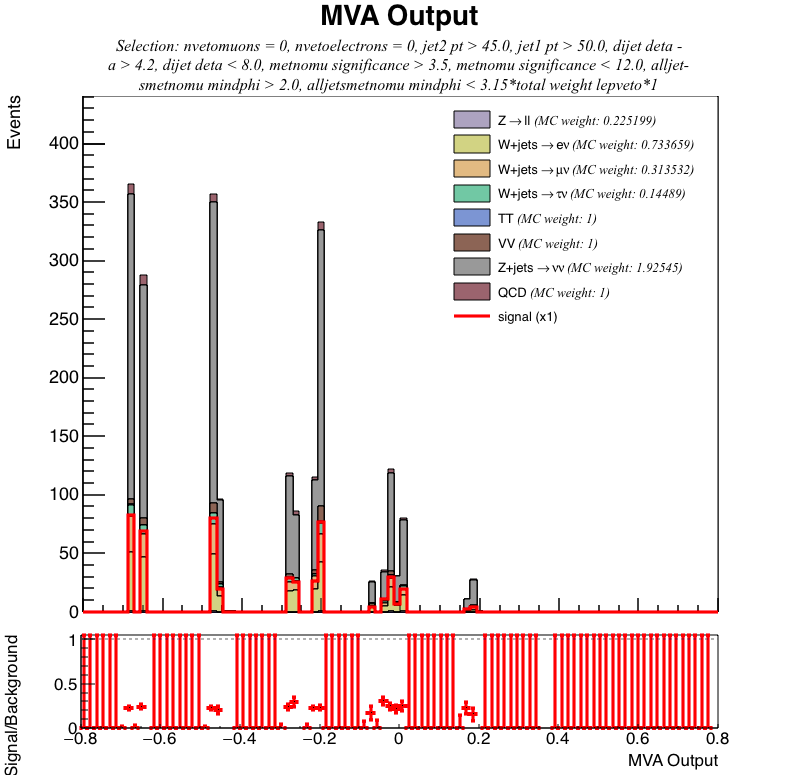 MVA Output
Selection: nvetomuons = 0, nvetoelectrons = 0, jet2 pt > 45.0, jet1 pt > 50.0, dijet deta -
a > 4.2, dijet deta < 8.0, metnomu significance > 3.5, metnomu significance < 12.0, alljet-
smetnomu mindphi > 2.0, alljetsmetnomu mindphi < 3.15*total weight lepveto*1
Events
400
350
300
250
200
150
100
50
0
Z→ll (MC weight: 0.225199)
W+jets→eν (MC weight: 0.733659)
W+jets→μν (MC weight: 0.313532)
W+jets→τν (MC weight: 0.14489)
TT (MC weight: 1)
VV (MC weight: 1)
Z+jets→νν (MC weight: 1.92545)
QCD (MC weight: 1)
signal (x1)
Signal/Background
1
0.5
0
−0.8 −0.6 −0.4 −0.2 0 0.2 0.4 0.6 0.8
MVA Output